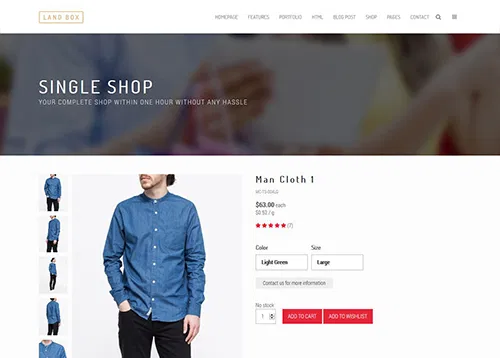 LAND BOX
HOMEPAGE FEATURES PORTFOLIO HTML BLOG POST SHOP PAGES CONTACT
SINGLE SHOP
YOUR COMPLETE SHOP WITHIN ONE HOUR WITHOUT ANY HASSLE
Man Cloth 1
$63.00 each
$0.52 / g
(7)
Color Size
Light Green Large
Contact us for more information
No stock
1 ADD TO CART ADD TO WISHLIST